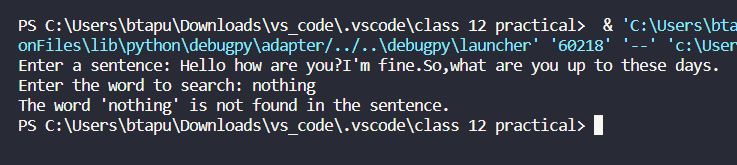 PS C:\Users\btapu\Downloads\vs_code\.vscode\class 12 practical>  & 'C:\Users\bta
onFiles\lib\python\debugpy\adapter/../..\debugpy\launcher' '60218' '--' 'c:\User
Enter a sentence: Hello how are you?I'm fine.So,what are you up to these days.
Enter the word to search: nothing
The word 'nothing' is not found in the sentence.
PS C:\Users\btapu\Downloads\vs_code\.vscode\class 12 practical>